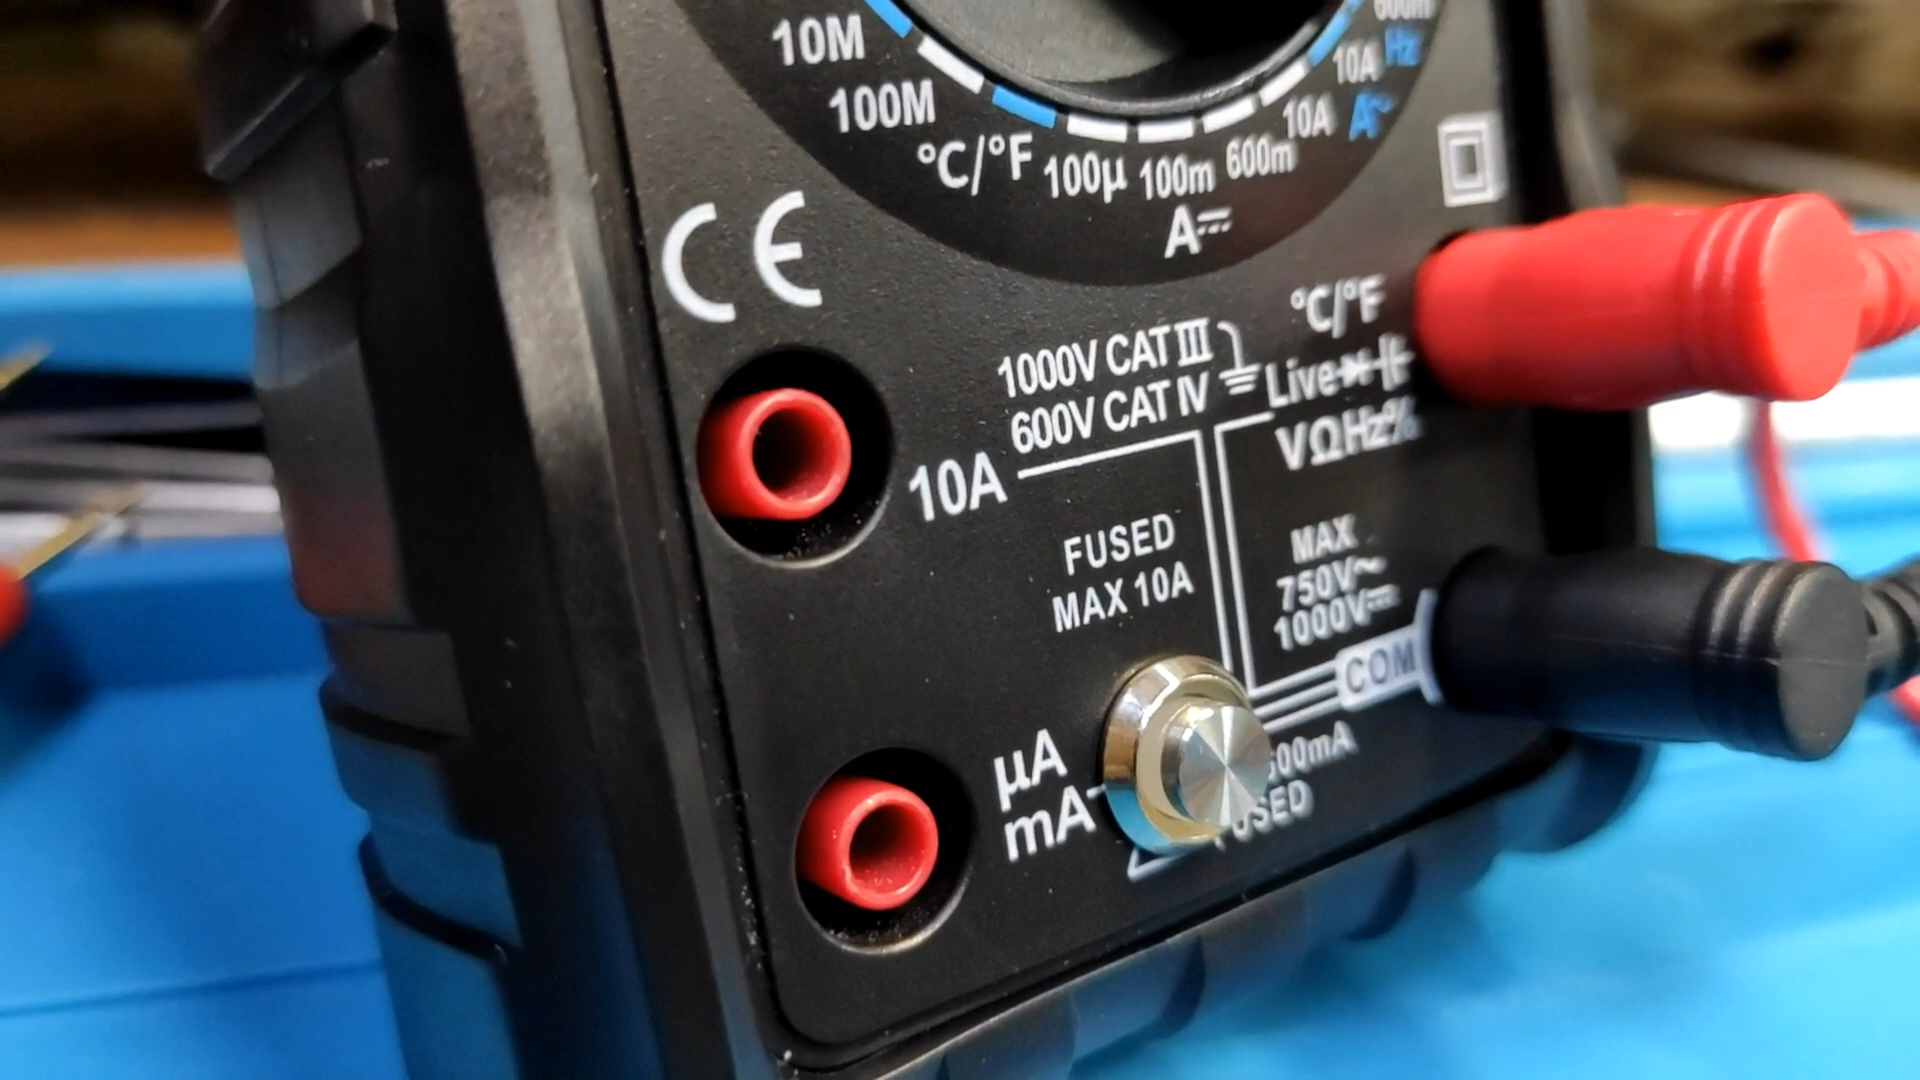 10M
100M
°C/°F
100µ
100m
600m
10A
10A
Hz
A~
A⎓
CE
°C/°F
1000V CAT III
600V CAT IV
Live
VΩHz%
10A
FUSED
MAX 10A
MAX
750V~
1000V⎓
COM
µA
mA